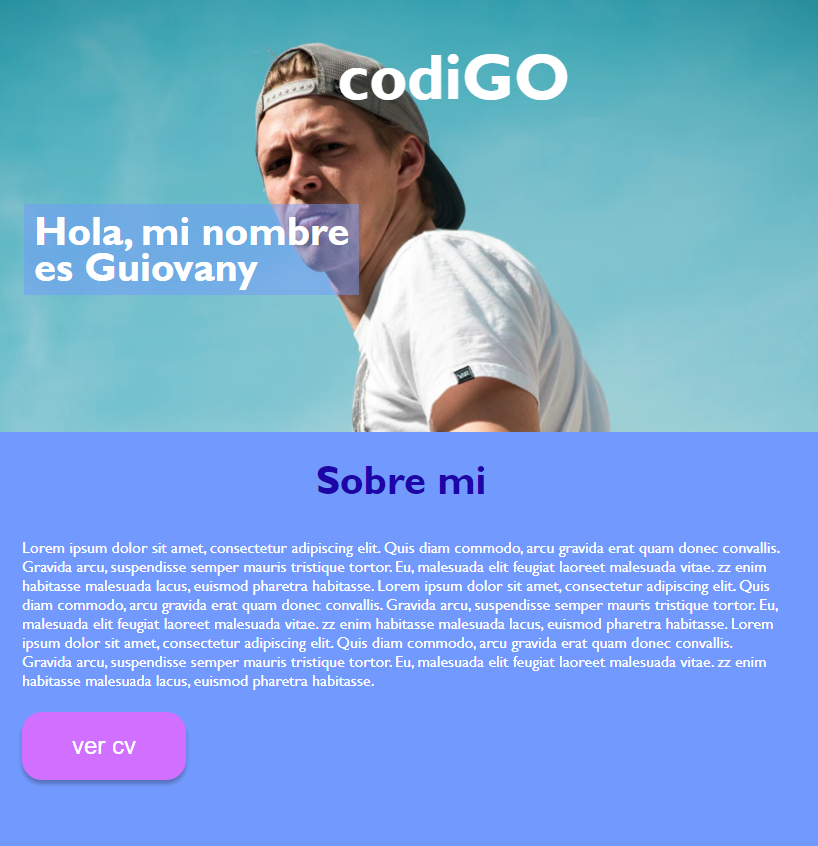 codiGO
Hola, mi nombre
es Guiovany
Sobre mi
Lorem ipsum dolor sit amet, consectetur adipiscing elit. Quis diam commodo, arcu gravida erat quam donec convallis.
Gravida arcu, suspendisse semper mauris tristique tortor. Eu, malesuada elit feugiat laoreet malesuada vitae. zz enim
habitasse malesuada lacus, euismod pharetra habitasse. Lorem ipsum dolor sit amet, consectetur adipiscing elit. Quis
diam commodo, arcu gravida erat quam donec convallis. Gravida arcu, suspendisse semper mauris tristique tortor. Eu,
malesuada elit feugiat laoreet malesuada vitae. zz enim habitasse malesuada lacus, euismod pharetra habitasse. Lorem
ipsum dolor sit amet, consectetur adipiscing elit. Quis diam commodo, arcu gravida erat quam donec convallis.
Gravida arcu, suspendisse semper mauris tristique tortor. Eu, malesuada elit feugiat laoreet malesuada vitae. zz enim
habitasse malesuada lacus, euismod pharetra habitasse.
ver cv